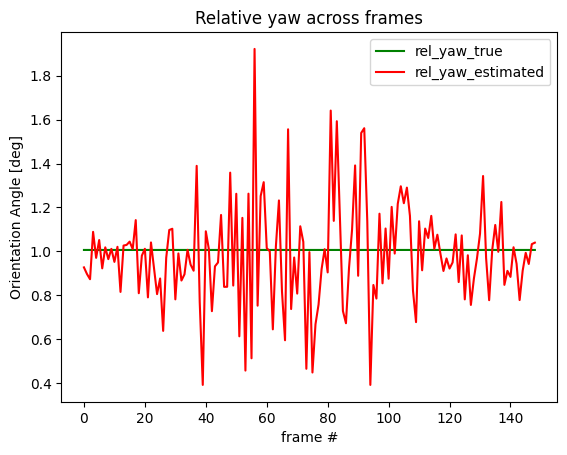 Relative yaw across frames
rel_yaw_true
rel_yaw_estimated
Orientation Angle [deg]
1.8
1.6
1.4
1.2
1.0
0.8
0.6
0.4
0 20 40 60 80 100 120 140
frame #